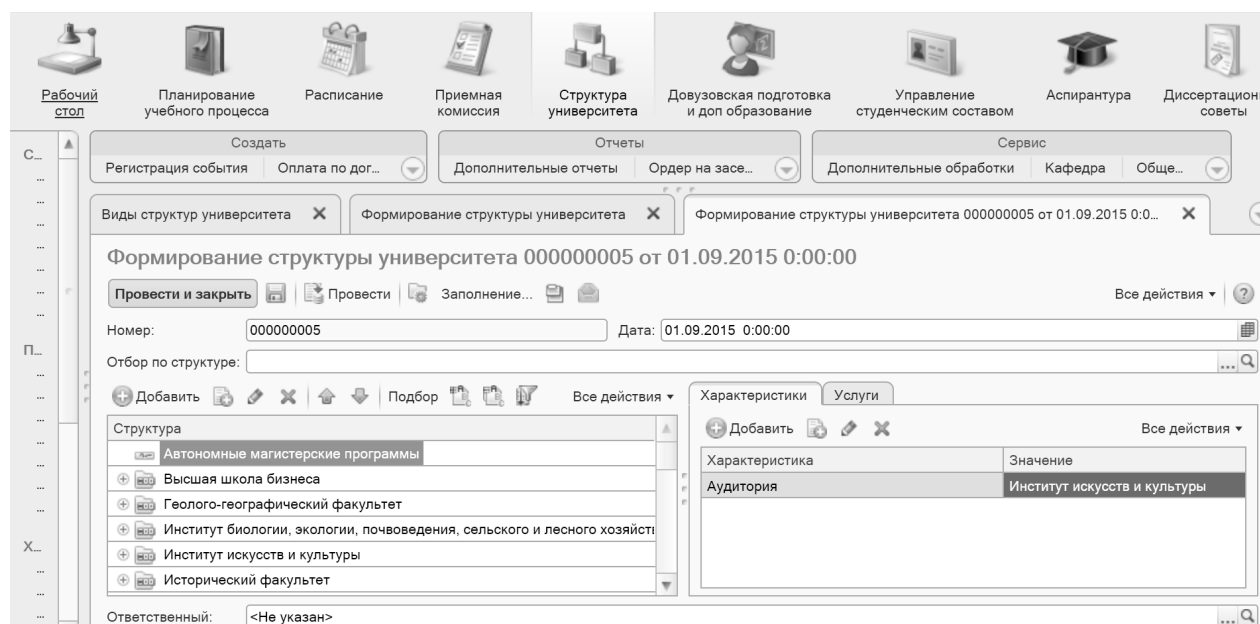 Рабочий стол
Планирование учебного процесса
Расписание
Приемная комиссия
Структура университета
Довузовская подготовка и доп образование
Управление студенческим составом
Аспирантура
Диссертацион советы
Создать
Отчеты
Сервис
С...
Регистрация события Оплата по дог...
Дополнительные отчеты Ордер на засе...
Дополнительные обработки Кафедра Обще...
Виды структур университета
Формирование структуры университета
Формирование структуры университета 000000005 от 01.09.2015 0:0...
Формирование структуры университета 000000005 от 01.09.2015 0:00:00
Провести и закрыть Провести Заполнение... Все действия
Номер: 000000005 Дата: 01.09.2015 0:00:00
П...
Отбор по структуре:
Добавить Подбор Все действия
Характеристики Услуги
Структура
Добавить Все действия
Автономные магистерские программы
Характеристика Значение
Высшая школа бизнеса
Аудитория Институт искусств и культуры
Геолого-географический факультет
Институт биологии, экологии, почвоведения, сельского и лесного хозяйств
Х...
Институт искусств и культуры
Исторический факультет
Ответственный: <Не указан>